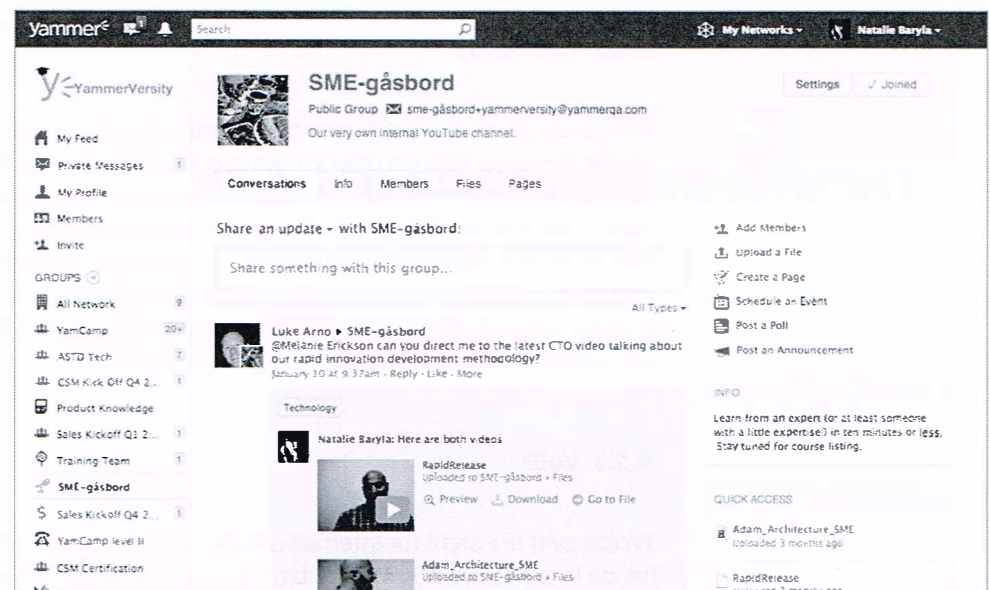 yammer 1
Search
My Networks
Natalie Baryla
YammerVersity
My Feed
Private Messages 1
My Profile
Members
Invite
GROUPS
All Network 9
YamCamp 20+
ASTD Tech 7
CSM Kick Off Q4 2... 1
Product Knowledge
Sales Kickoff Q1 2... 1
Training Team 1
SME-gåsbord
Sales Kickoff Q4 2... 1
YamCamp level II
CSM Certification
SME-gåsbord
Public Group sme-gåsbord+yammerversity@yammerqa.com
Our very own internal YouTube channel.
Settings ✓ Joined
Conversations Info Members Files Pages
Share an update with SME-gåsbord:
Share something with this group...
All Types
Luke Arno ▸ SME-gåsbord
@Melanie Erickson can you direct me to the latest CTO video talking about
our rapid innovation development methodology?
January 10 at 9:37am - Reply - Like - More
Technology
Natalie Baryla: Here are both videos
RapidRelease
Uploaded to SME-gåsbord › Files
Preview Download Go to File
Adam_Architecture_SME
Uploaded to SME-gåsbord › Files
Add Members
Upload a File
Create a Page
Schedule an Event
Post a Poll
Post an Announcement
INFO
Learn from an expert (or at least someone
with a little expertise!) in ten minutes or less.
Stay tuned for course listing.
QUICK ACCESS
Adam_Architecture_SME
Uploaded 3 months ago
RapidRelease